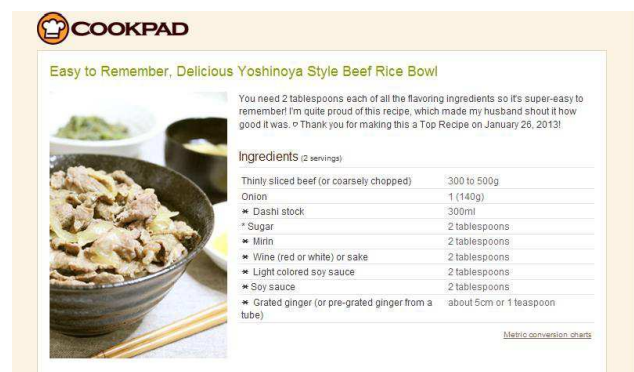 COOKPAD
Easy to Remember, Delicious Yoshinoya Style Beef Rice Bowl
You need 2 tablespoons each of all the flavoring ingredients so it's super-easy to
remember! I'm quite proud of this recipe, which made my husband shout it how
good it was. ♡ Thank you for making this a Top Recipe on January 26, 2013!
Ingredients (2 servings)
Thinly sliced beef (or coarsely chopped) 300 to 500g
Onion 1 (140g)
* Dashi stock 300ml
* Sugar 2 tablespoons
* Mirin 2 tablespoons
* Wine (red or white) or sake 2 tablespoons
* Light colored soy sauce 2 tablespoons
* Soy sauce 2 tablespoons
* Grated ginger (or pre-grated ginger from a about 5cm or 1 teaspoon
tube)
Metric conversion charts